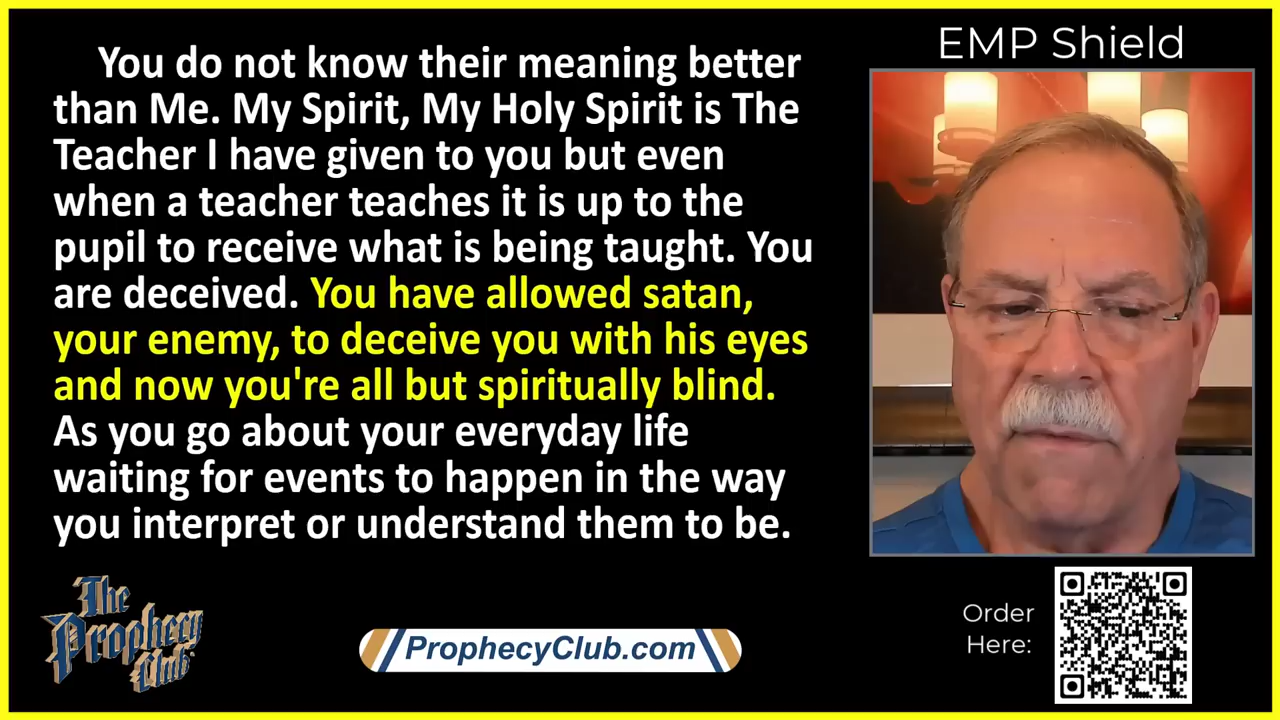 You do not know their meaning better
than Me. My Spirit, My Holy Spirit is The
Teacher I have given to you but even
when a teacher teaches it is up to the
pupil to receive what is being taught. You
are deceived. You have allowed satan,
your enemy, to deceive you with his eyes
and now you're all but spiritually blind.
As you go about your everyday life
waiting for events to happen in the way
you interpret or understand them to be.
EMP Shield
The
Prophecy
Club
ProphecyClub.com
Order
Here: